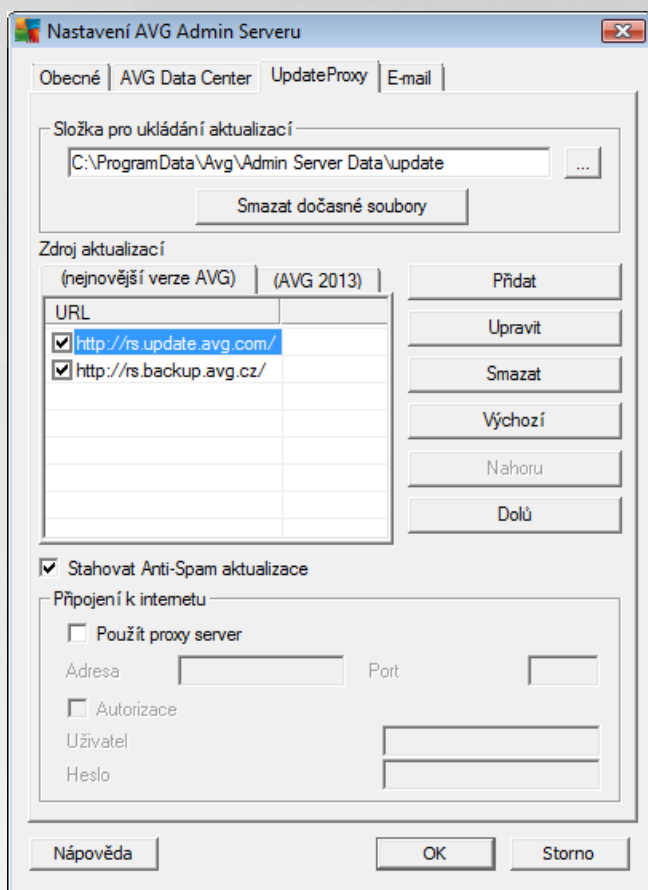 Nastavení AVG Admin Serveru
Obecné
AVG Data Center
UpdateProxy
E-mail
Složka pro ukládání aktualizací
C:\ProgramData\Avg\Admin Server Data\update
...
Smazat dočasné soubory
Zdroj aktualizací
(nejnovější verze AVG)
(AVG 2013)
URL
http://rs.update.avg.com/
http://rs.backup.avg.cz/
Přidat
Upravit
Smazat
Výchozí
Nahoru
Dolů
Stahovat Anti-Spam aktualizace
Připojení k internetu
Použít proxy server
Adresa
Port
Autorizace
Uživatel
Heslo
Nápověda
OK
Storno